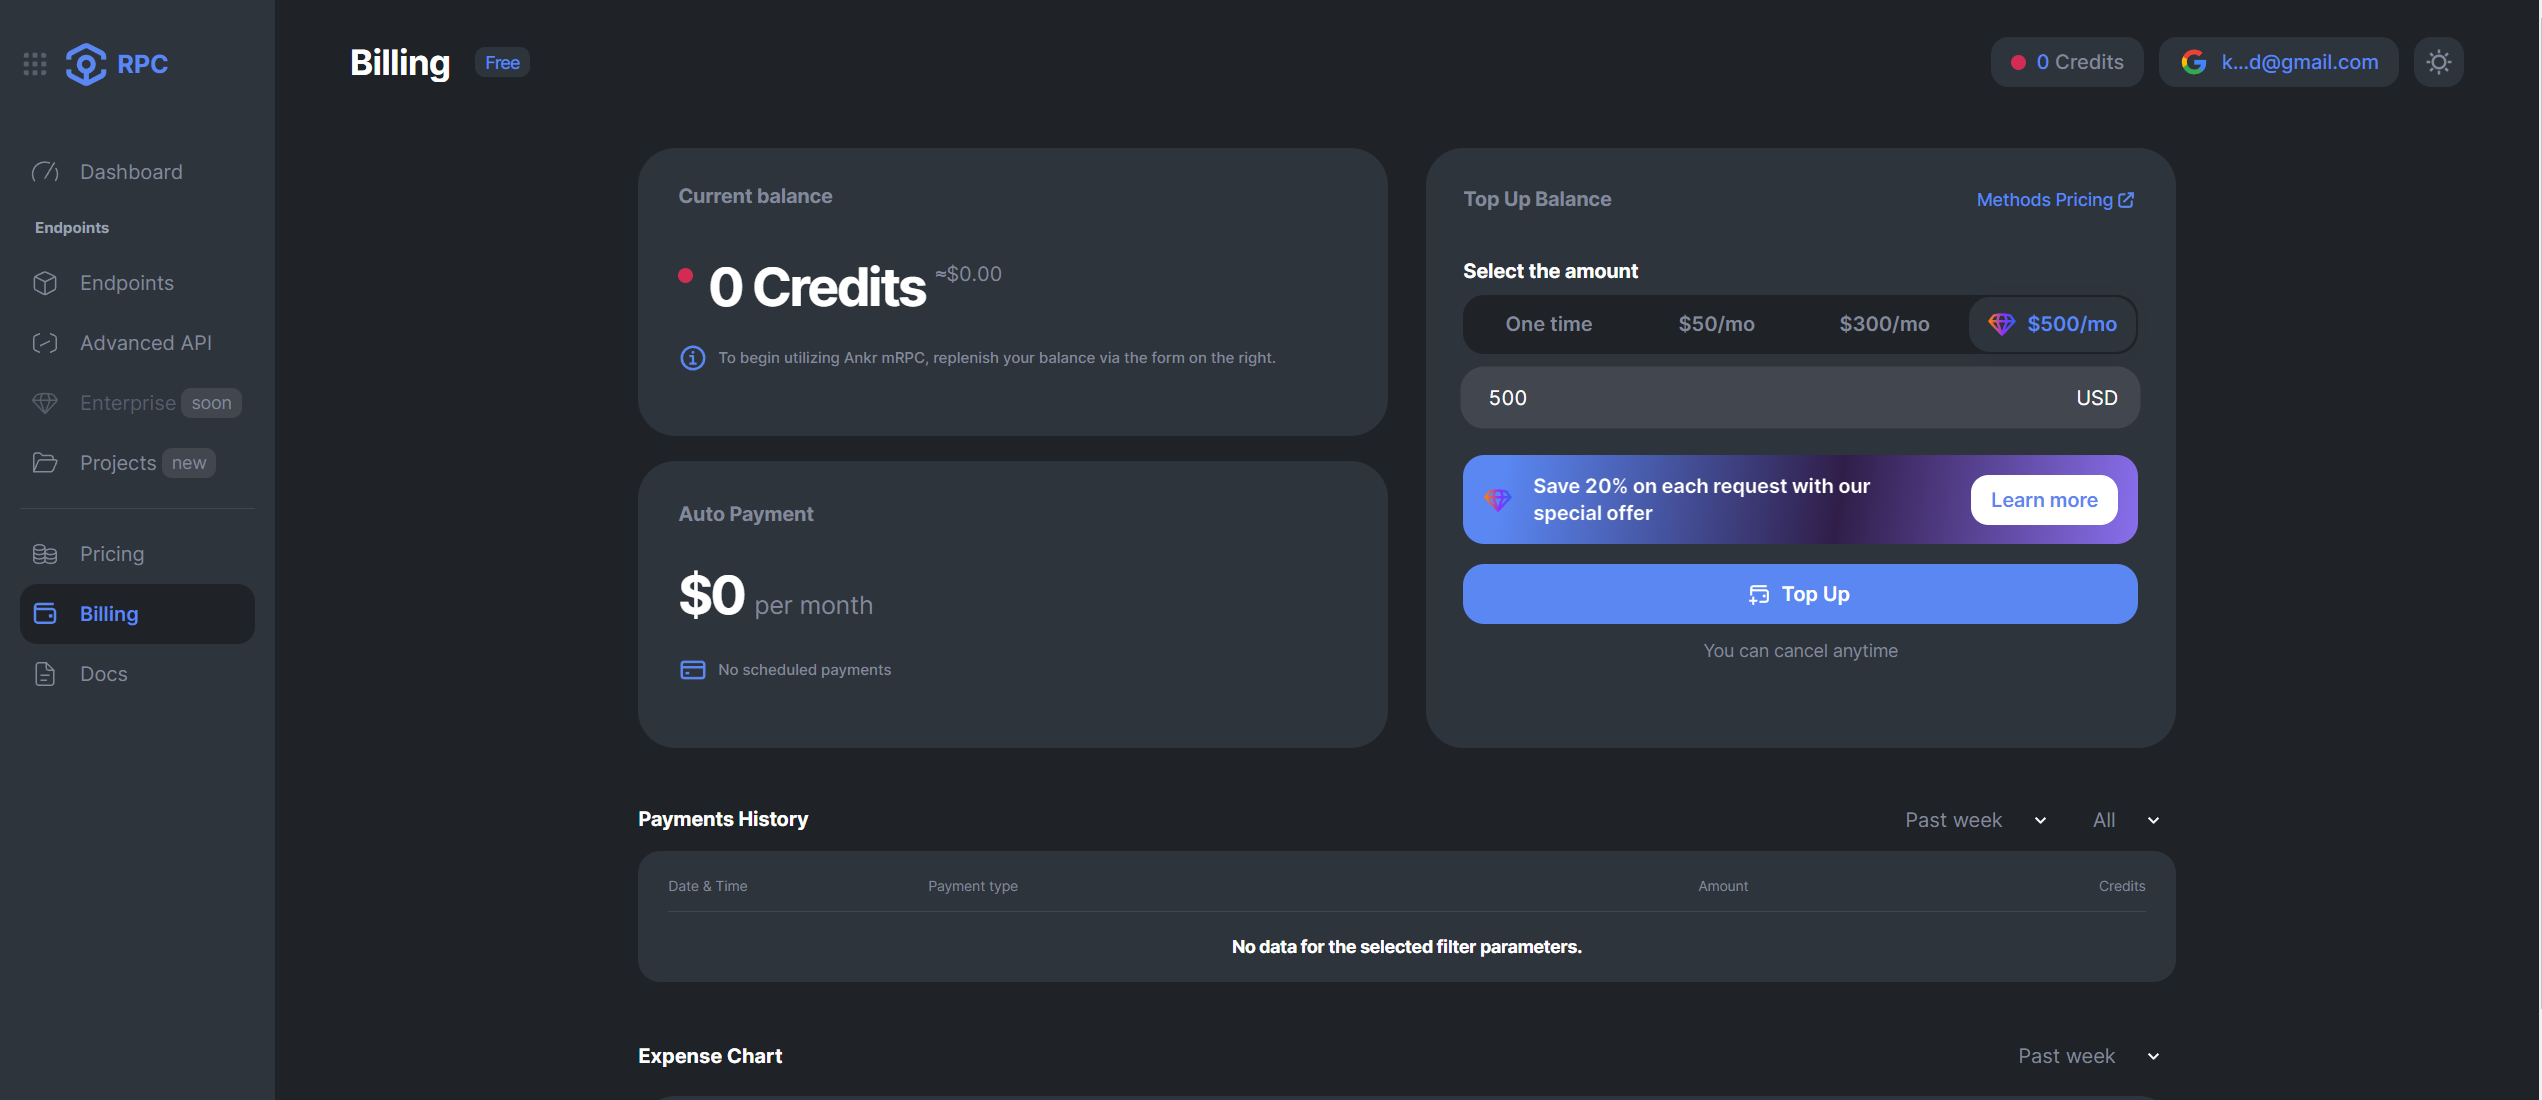 RPC
Dashboard
Endpoints
Endpoints
Advanced API
Enterprise soon
Projects new
Pricing
Billing
Docs
Billing Free
0 Credits
k...d@gmail.com
Current balance
0 Credits ≈$0.00
To begin utilizing Ankr mRPC, replenish your balance via the form on the right.
Auto Payment
$0 per month
No scheduled payments
Top Up Balance Methods Pricing
Select the amount
One time $50/mo $300/mo $500/mo
500 USD
Save 20% on each request with our
special offer
Learn more
Top Up
You can cancel anytime
Payments History Past week All
Date & Time Payment type Amount Credits
No data for the selected filter parameters.
Expense Chart Past week